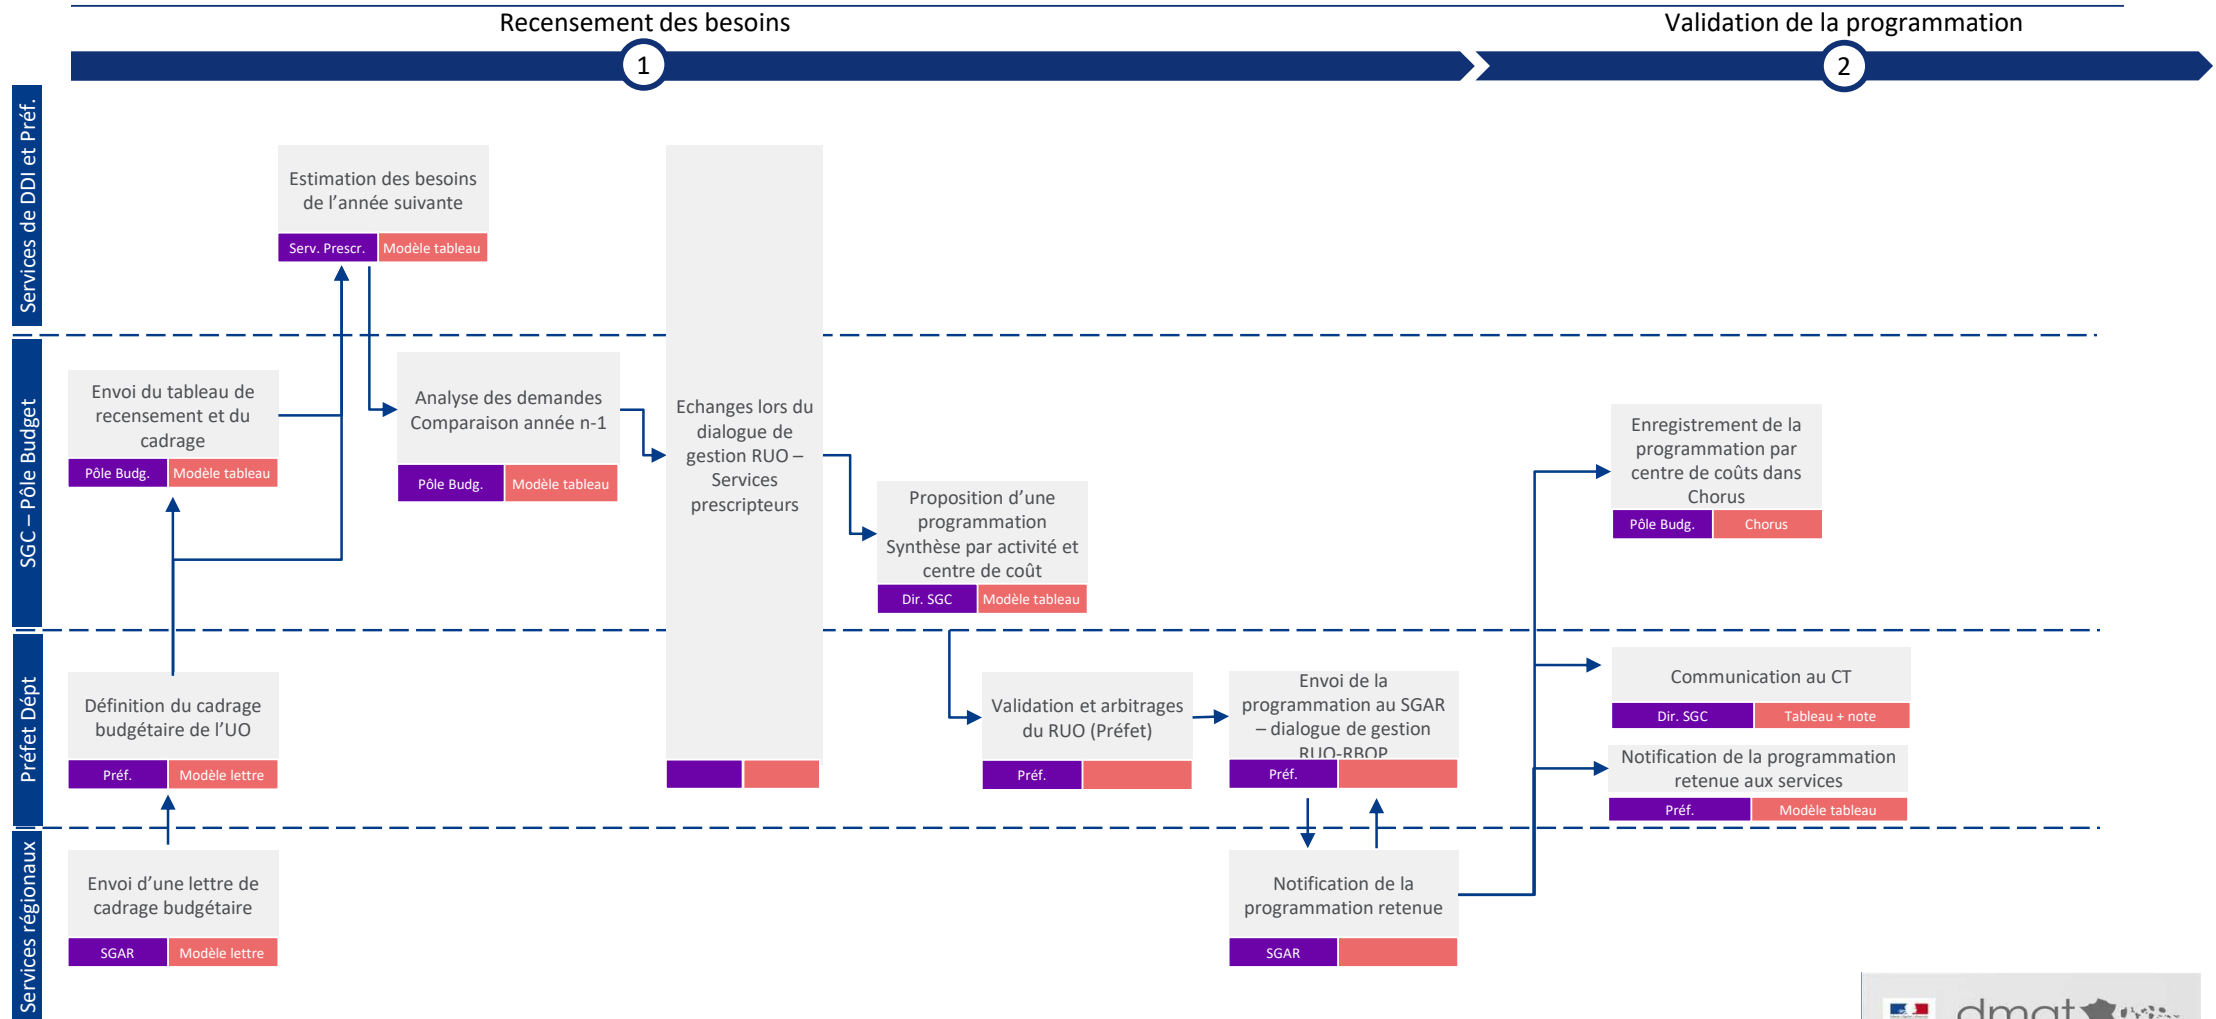 Recensement des besoins
Validation de la programmation
1
2
Services de DDI et Préf.
Estimation des besoins
de l’année suivante
Serv. Prescr.
Modèle tableau
SGC – Pôle Budget
Envoi du tableau de
recensement et du
cadrage
Pôle Budg.
Modèle tableau
Analyse des demandes
Comparaison année n-1
Pôle Budg.
Modèle tableau
Echanges lors du
dialogue de
gestion RUO –
Services
prescripteurs
Proposition d’une
programmation
Synthèse par activité et
centre de coût
Dir. SGC
Modèle tableau
Enregistrement de la
programmation par
centre de coûts dans
Chorus
Pôle Budg.
Chorus
Préfet Dépt
Définition du cadrage
budgétaire de l’UO
Préf.
Modèle lettre
Validation et arbitrages
du RUO (Préfet)
Préf.
Envoi de la
programmation au SGAR
– dialogue de gestion
RUO-RBOP
Préf.
Communication au CT
Dir. SGC
Tableau + note
Notification de la programmation
retenue aux services
Préf.
Modèle tableau
Services régionaux
Envoi d’une lettre de
cadrage budgétaire
SGAR
Modèle lettre
Notification de la
programmation retenue
SGAR
dmat